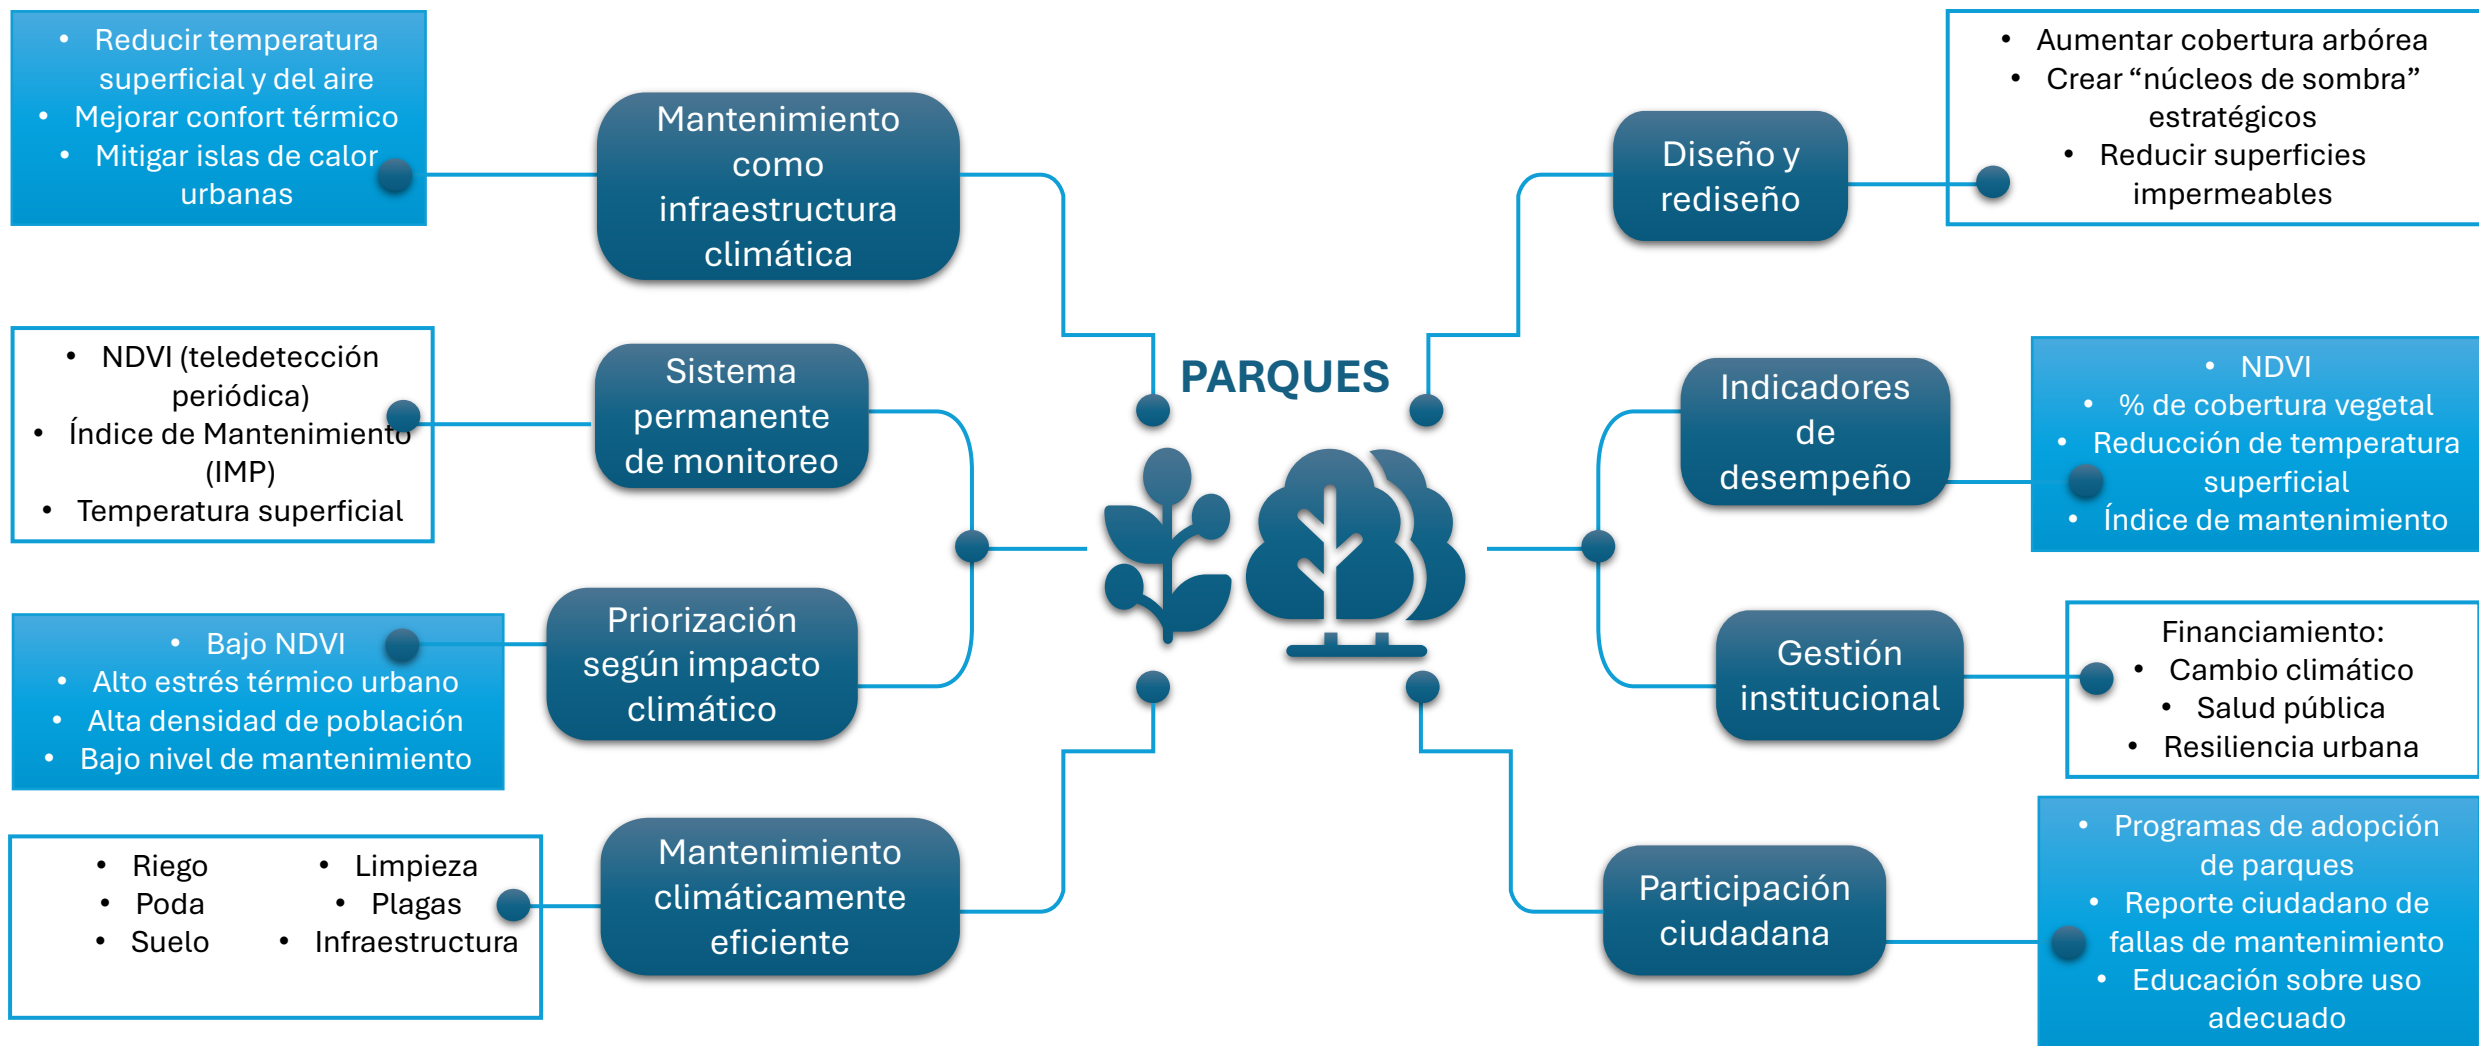 • Reducir temperatura
superficial y del aire
• Mejorar confort térmico
• Mitigar islas de calor
urbanas
Mantenimiento
como
infraestructura
climática
• NDVI (teledetección
periódica)
• Índice de Mantenimiento
(IMP)
• Temperatura superficial
Sistema
permanente
de monitoreo
• Bajo NDVI
• Alto estrés térmico urbano
• Alta densidad de población
• Bajo nivel de mantenimiento
Priorización
según impacto
climático
• Riego
• Poda
• Suelo
• Limpieza
• Plagas
• Infraestructura
Mantenimiento
climáticamente
eficiente
PARQUES
Diseño y
rediseño
• Aumentar cobertura arbórea
• Crear “núcleos de sombra”
estratégicos
• Reducir superficies
impermeables
Indicadores
de
desempeño
• NDVI
• % de cobertura vegetal
• Reducción de temperatura
superficial
• Índice de mantenimiento
Gestión
institucional
Financiamiento:
• Cambio climático
• Salud pública
• Resiliencia urbana
Participación
ciudadana
• Programas de adopción
de parques
• Reporte ciudadano de
fallas de mantenimiento
• Educación sobre uso
adecuado